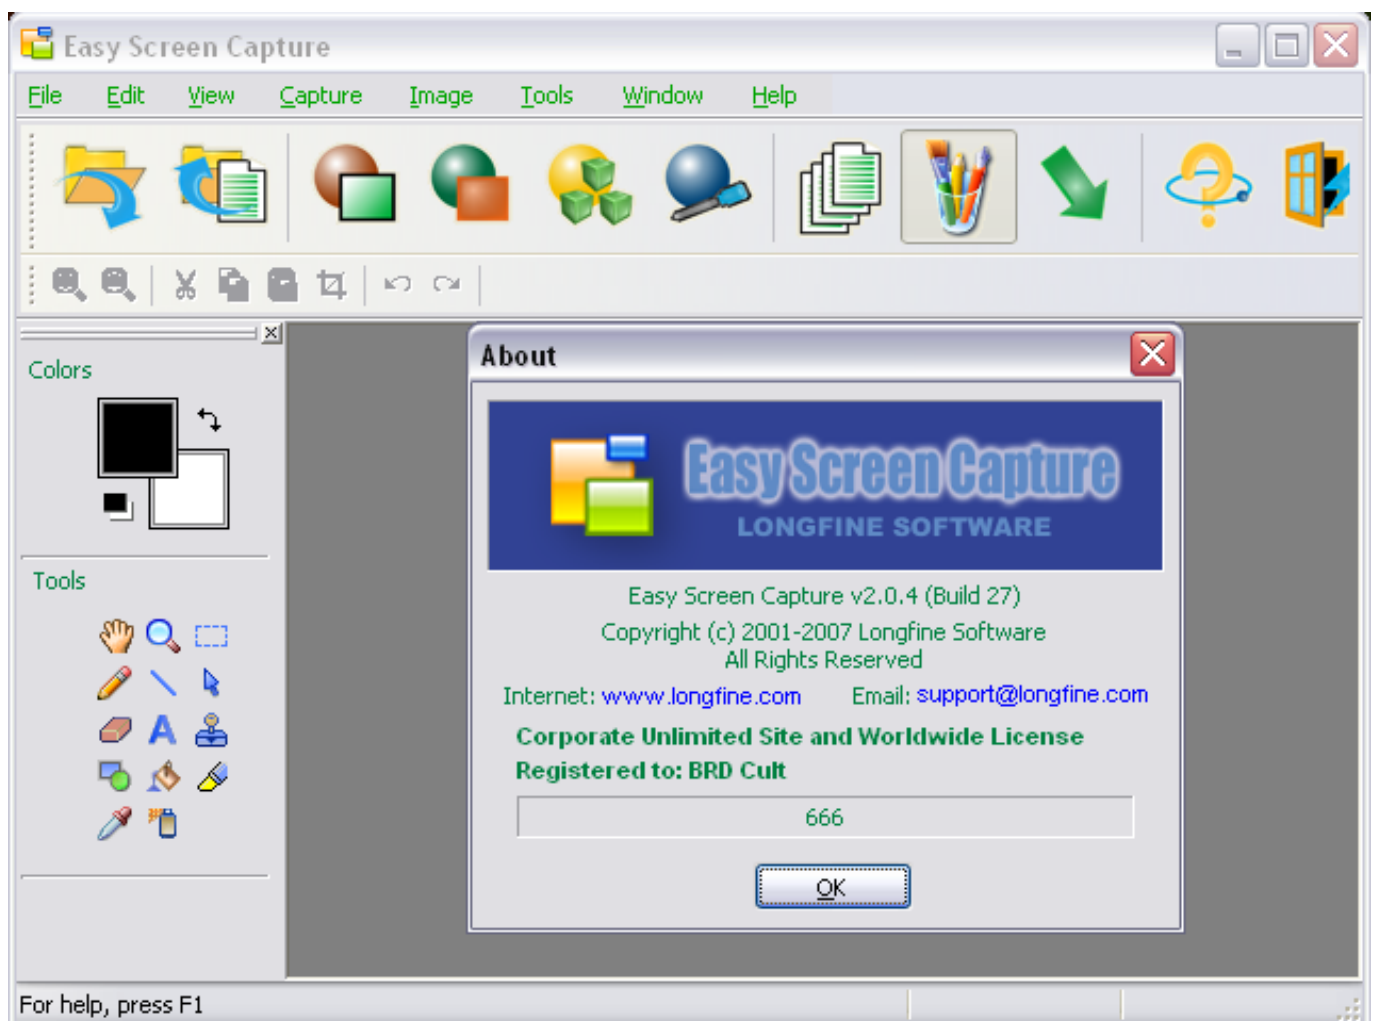 Easy Screen Capture
File Edit View Capture Image Tools Window Help
Colors
Tools
About
Easy Screen Capture
LONGFINE SOFTWARE
Easy Screen Capture v2.0.4 (Build 27)
Copyright (c) 2001-2007 Longfine Software
All Rights Reserved
Internet: www.longfine.com Email: support@longfine.com
Corporate Unlimited Site and Worldwide License
Registered to: BRD Cult
666
OK
For help, press F1